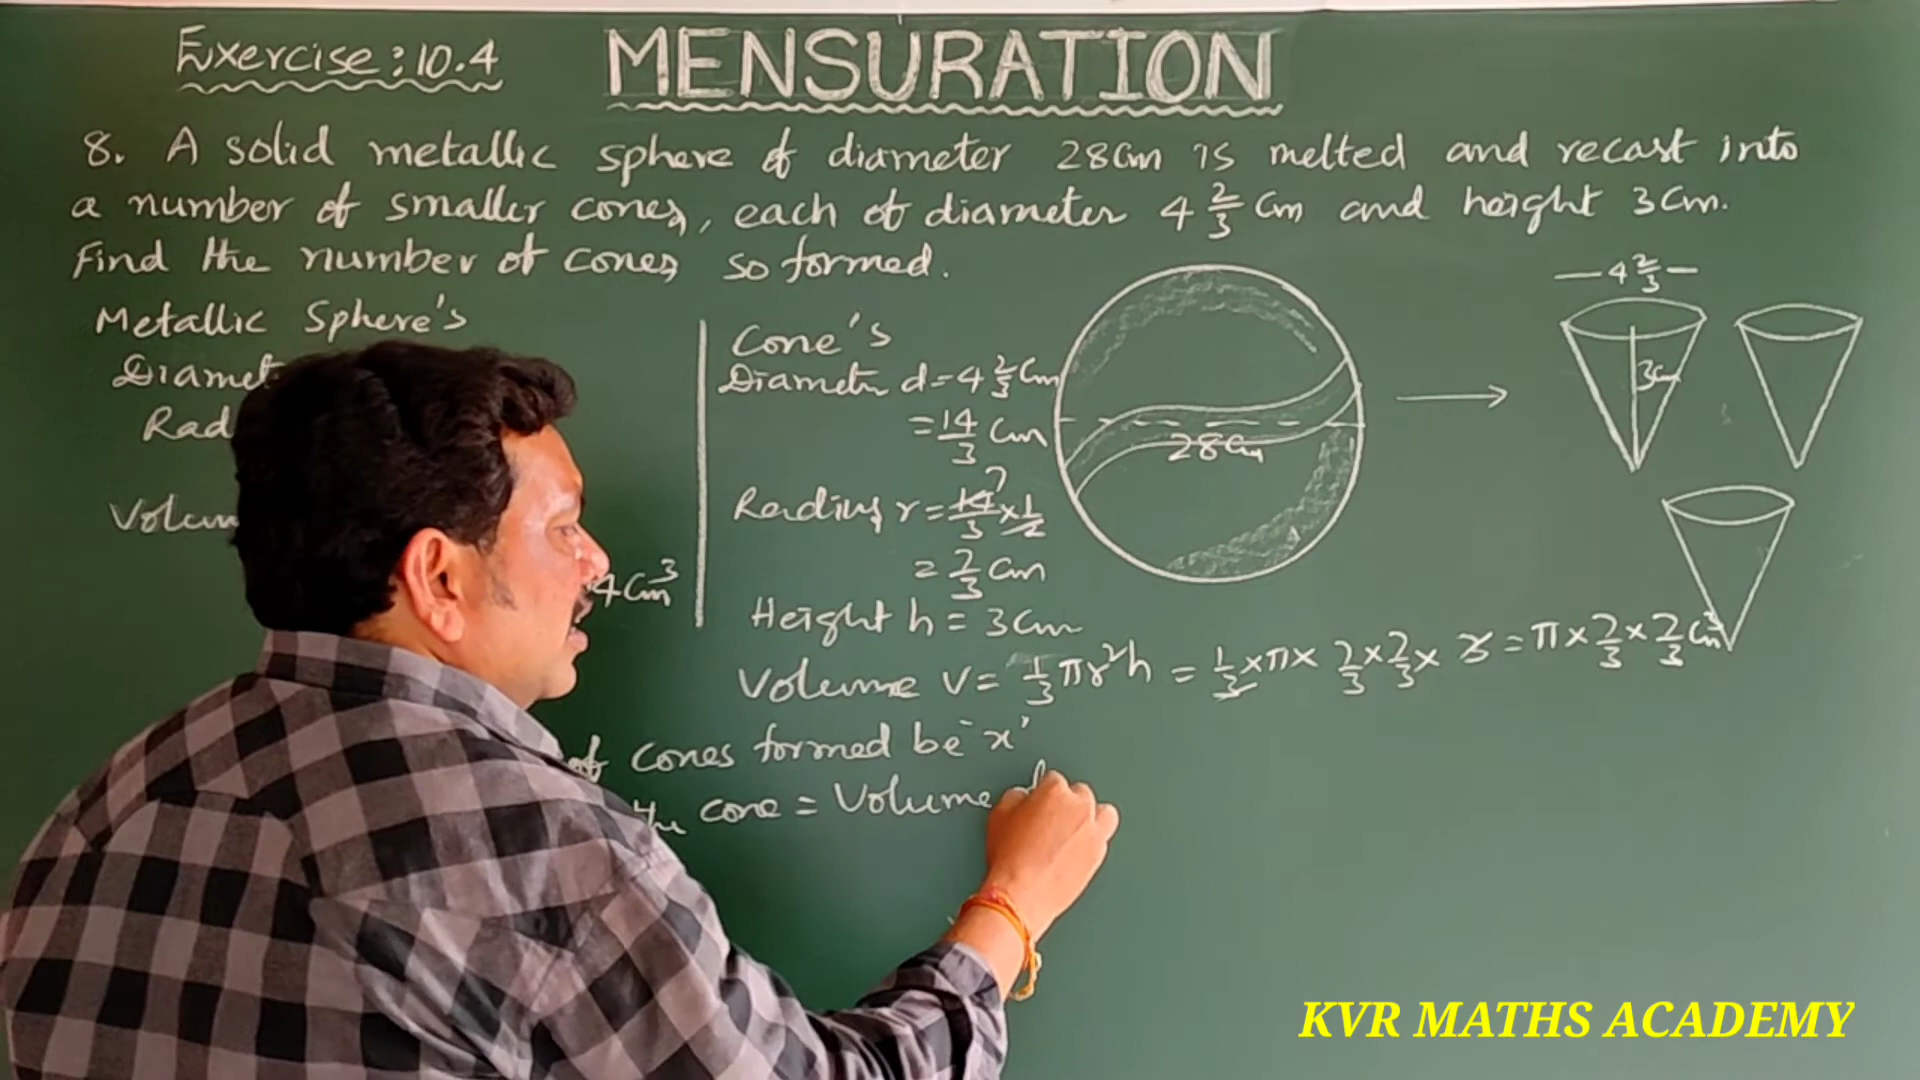 Exercise: 10.4
MENSURATION
8. A solid metallic sphere of diameter 28cm is melted and recast into
a number of smaller cones, each of diameter 4 2/3 cm and height 3cm.
Find the number of cones so formed.
Metallic Sphere's
Cone's
Diameter d = 4 2/3 cm
= 14/3 cm
Radius r = 14/3 7 × 1/2
= 7/3 cm
Height h = 3cm
Volume V = 1/3 πr²h = 1/3 × π × 7/3 × 7/3 × 3 = π × 7/3 × 7/3 cm³
4 cm³
of cones formed be 'x'
the cone = Volume
28cm
4 2/3
3cm
KVR MATHS ACADEMY